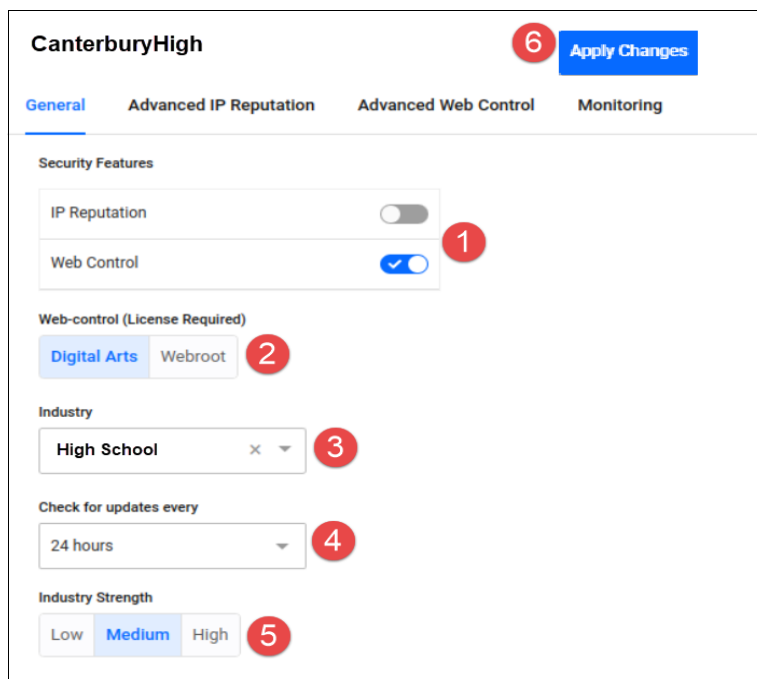 CanterburyHigh 6 Apply Changes
General Advanced IP Reputation Advanced Web Control Monitoring
Security Features
IP Reputation
1
Web Control
Web-control (License Required)
Digital Arts Webroot 2
Industry
High School × 3
Check for updates every
24 hours 4
Industry Strength
Low Medium High 5